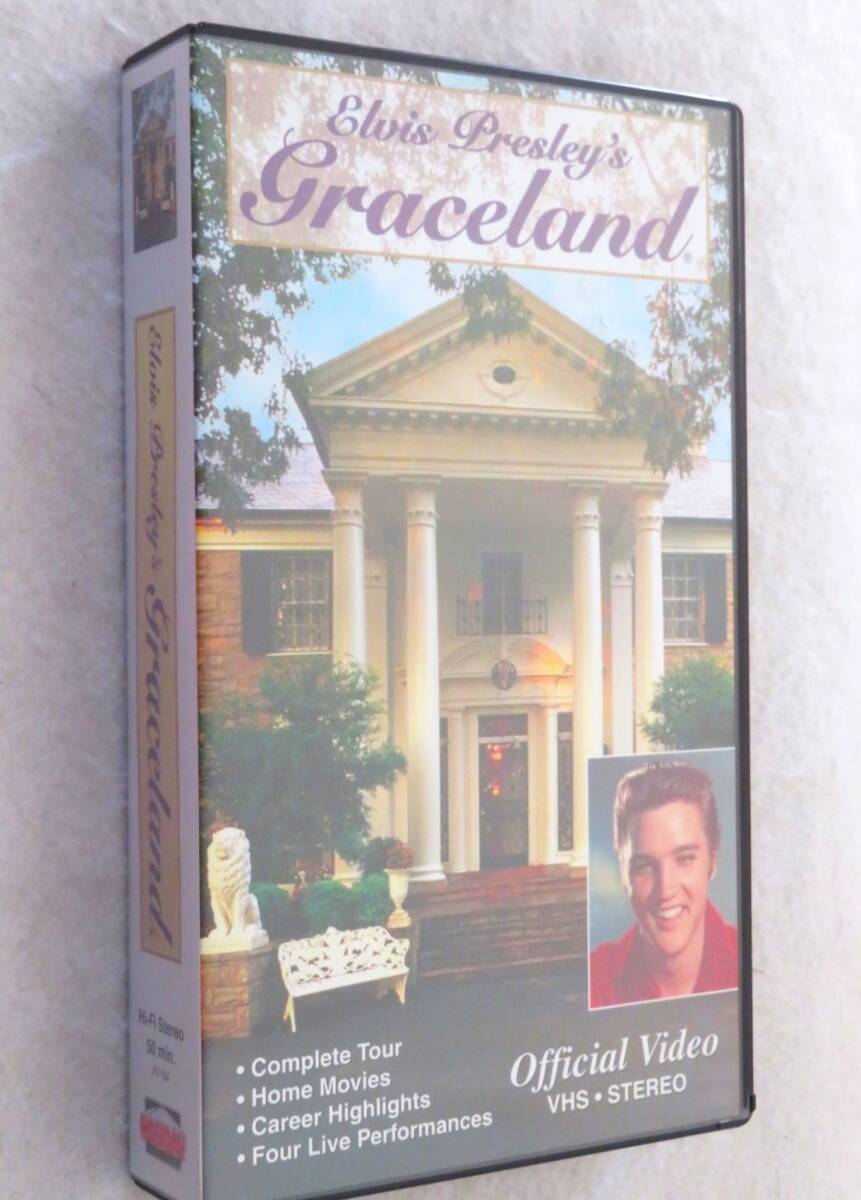 Elvis Presley's
Graceland®
• Complete Tour
• Home Movies
• Career Highlights
• Four Live Performances
Official Video
VHS • STEREO
Elvis Presley's Graceland®
Hi-Fi Stereo
50 min.